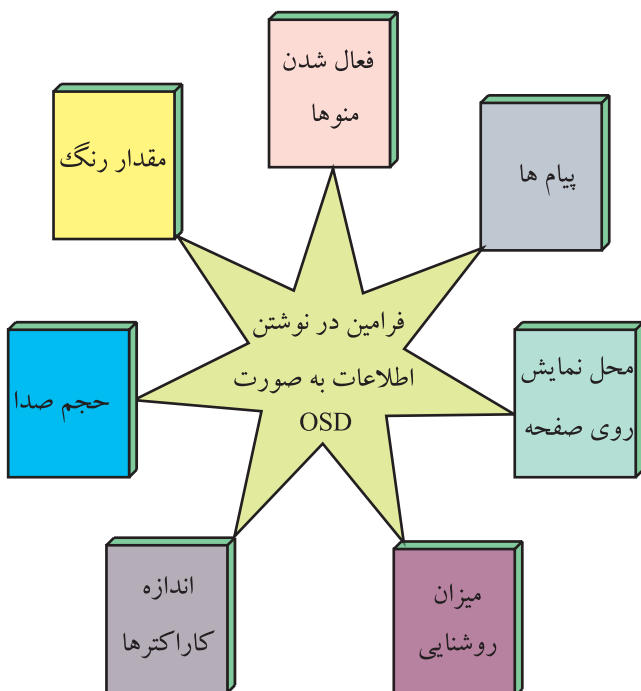 فعال شدن
منوها
مقدار رنگ
پیام ها
فرامین در نوشتن
اطلاعات به صورت
OSD
محل نمایش
روی صفحه
حجم صدا
اندازه
کاراکترها
میزان
روشنایی